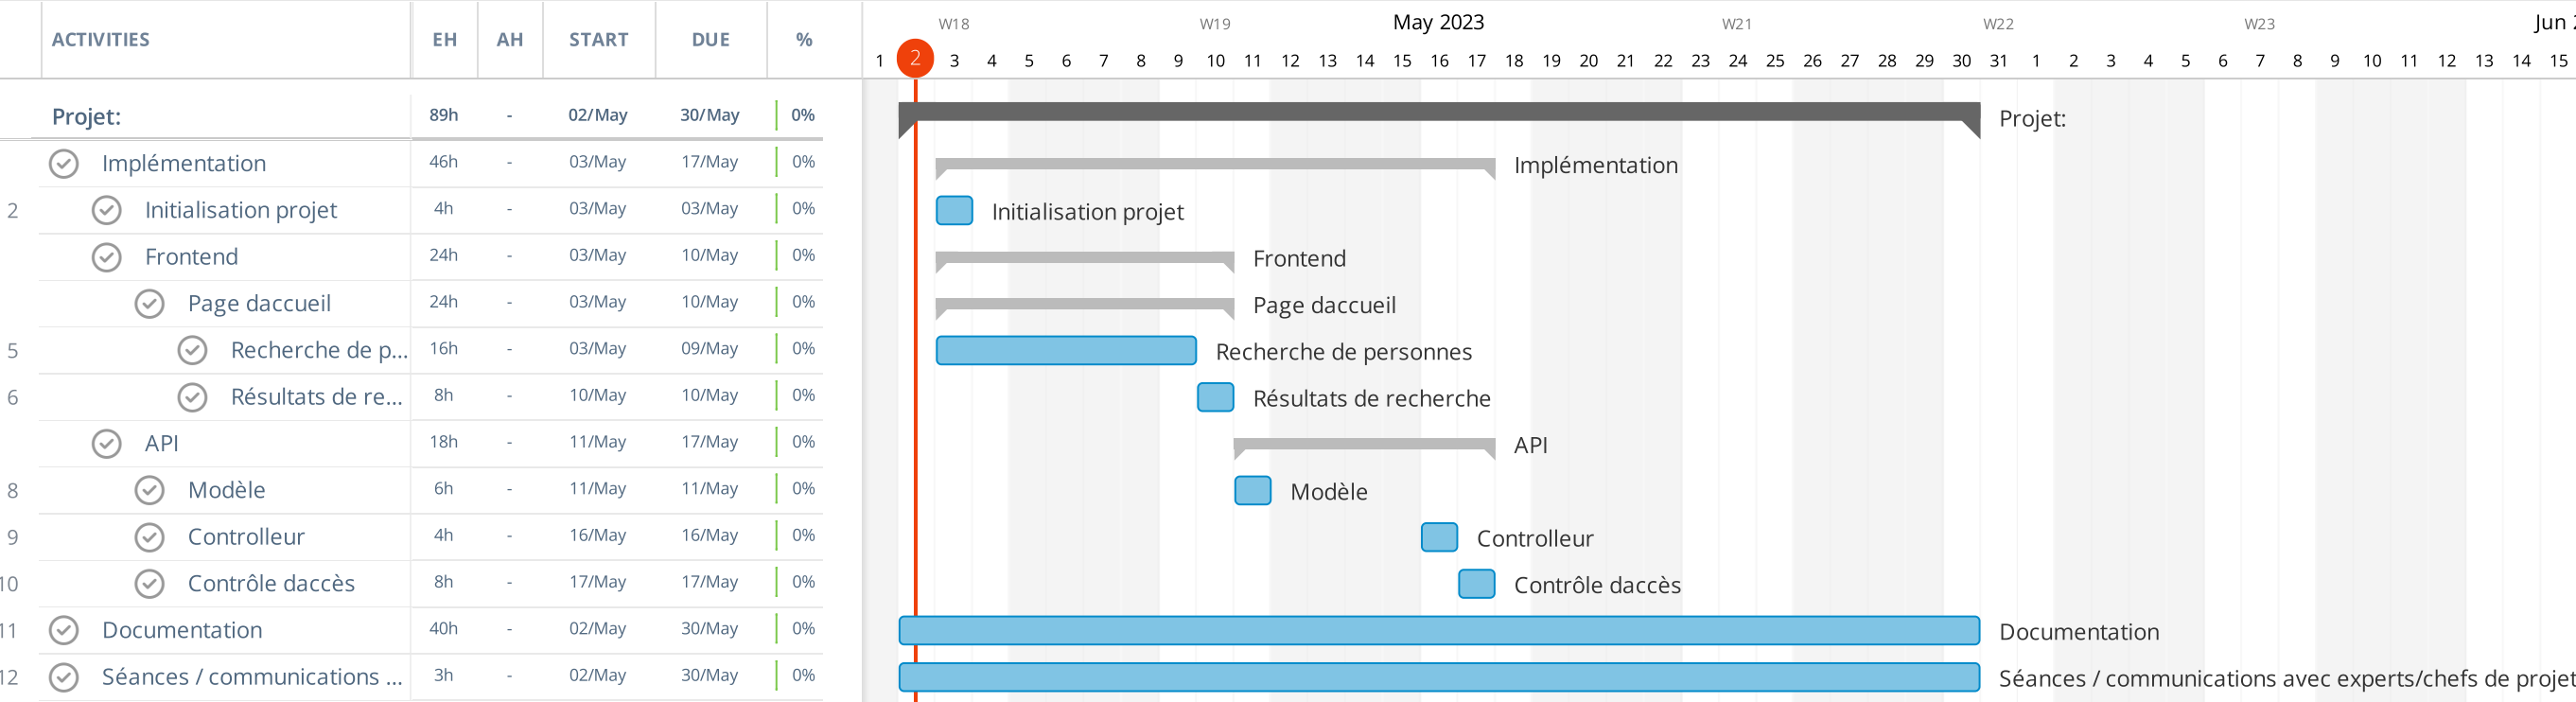 W18 W19 May 2023 W21 W22 W23 Jun 2
ACTIVITIES EH AH START DUE %
1 2 3 4 5 6 7 8 9 10 11 12 13 14 15 16 17 18 19 20 21 22 23 24 25 26 27 28 29 30 31 1 2 3 4 5 6 7 8 9 10 11 12 13 14 15
Projet: 89h - 02/May 30/May 0% Projet:
Implémentation 46h - 03/May 17/May 0% Implémentation
2 Initialisation projet 4h - 03/May 03/May 0% Initialisation projet
Frontend 24h - 03/May 10/May 0% Frontend
Page daccueil 24h - 03/May 10/May 0% Page daccueil
5 Recherche de p... 16h - 03/May 09/May 0% Recherche de personnes
6 Résultats de re... 8h - 10/May 10/May 0% Résultats de recherche
API 18h - 11/May 17/May 0% API
8 Modèle 6h - 11/May 11/May 0% Modèle
9 Controlleur 4h - 16/May 16/May 0% Controlleur
10 Contrôle daccès 8h - 17/May 17/May 0% Contrôle daccès
11 Documentation 40h - 02/May 30/May 0% Documentation
12 Séances / communications ... 3h - 02/May 30/May 0% Séances / communications avec experts/chefs de projet